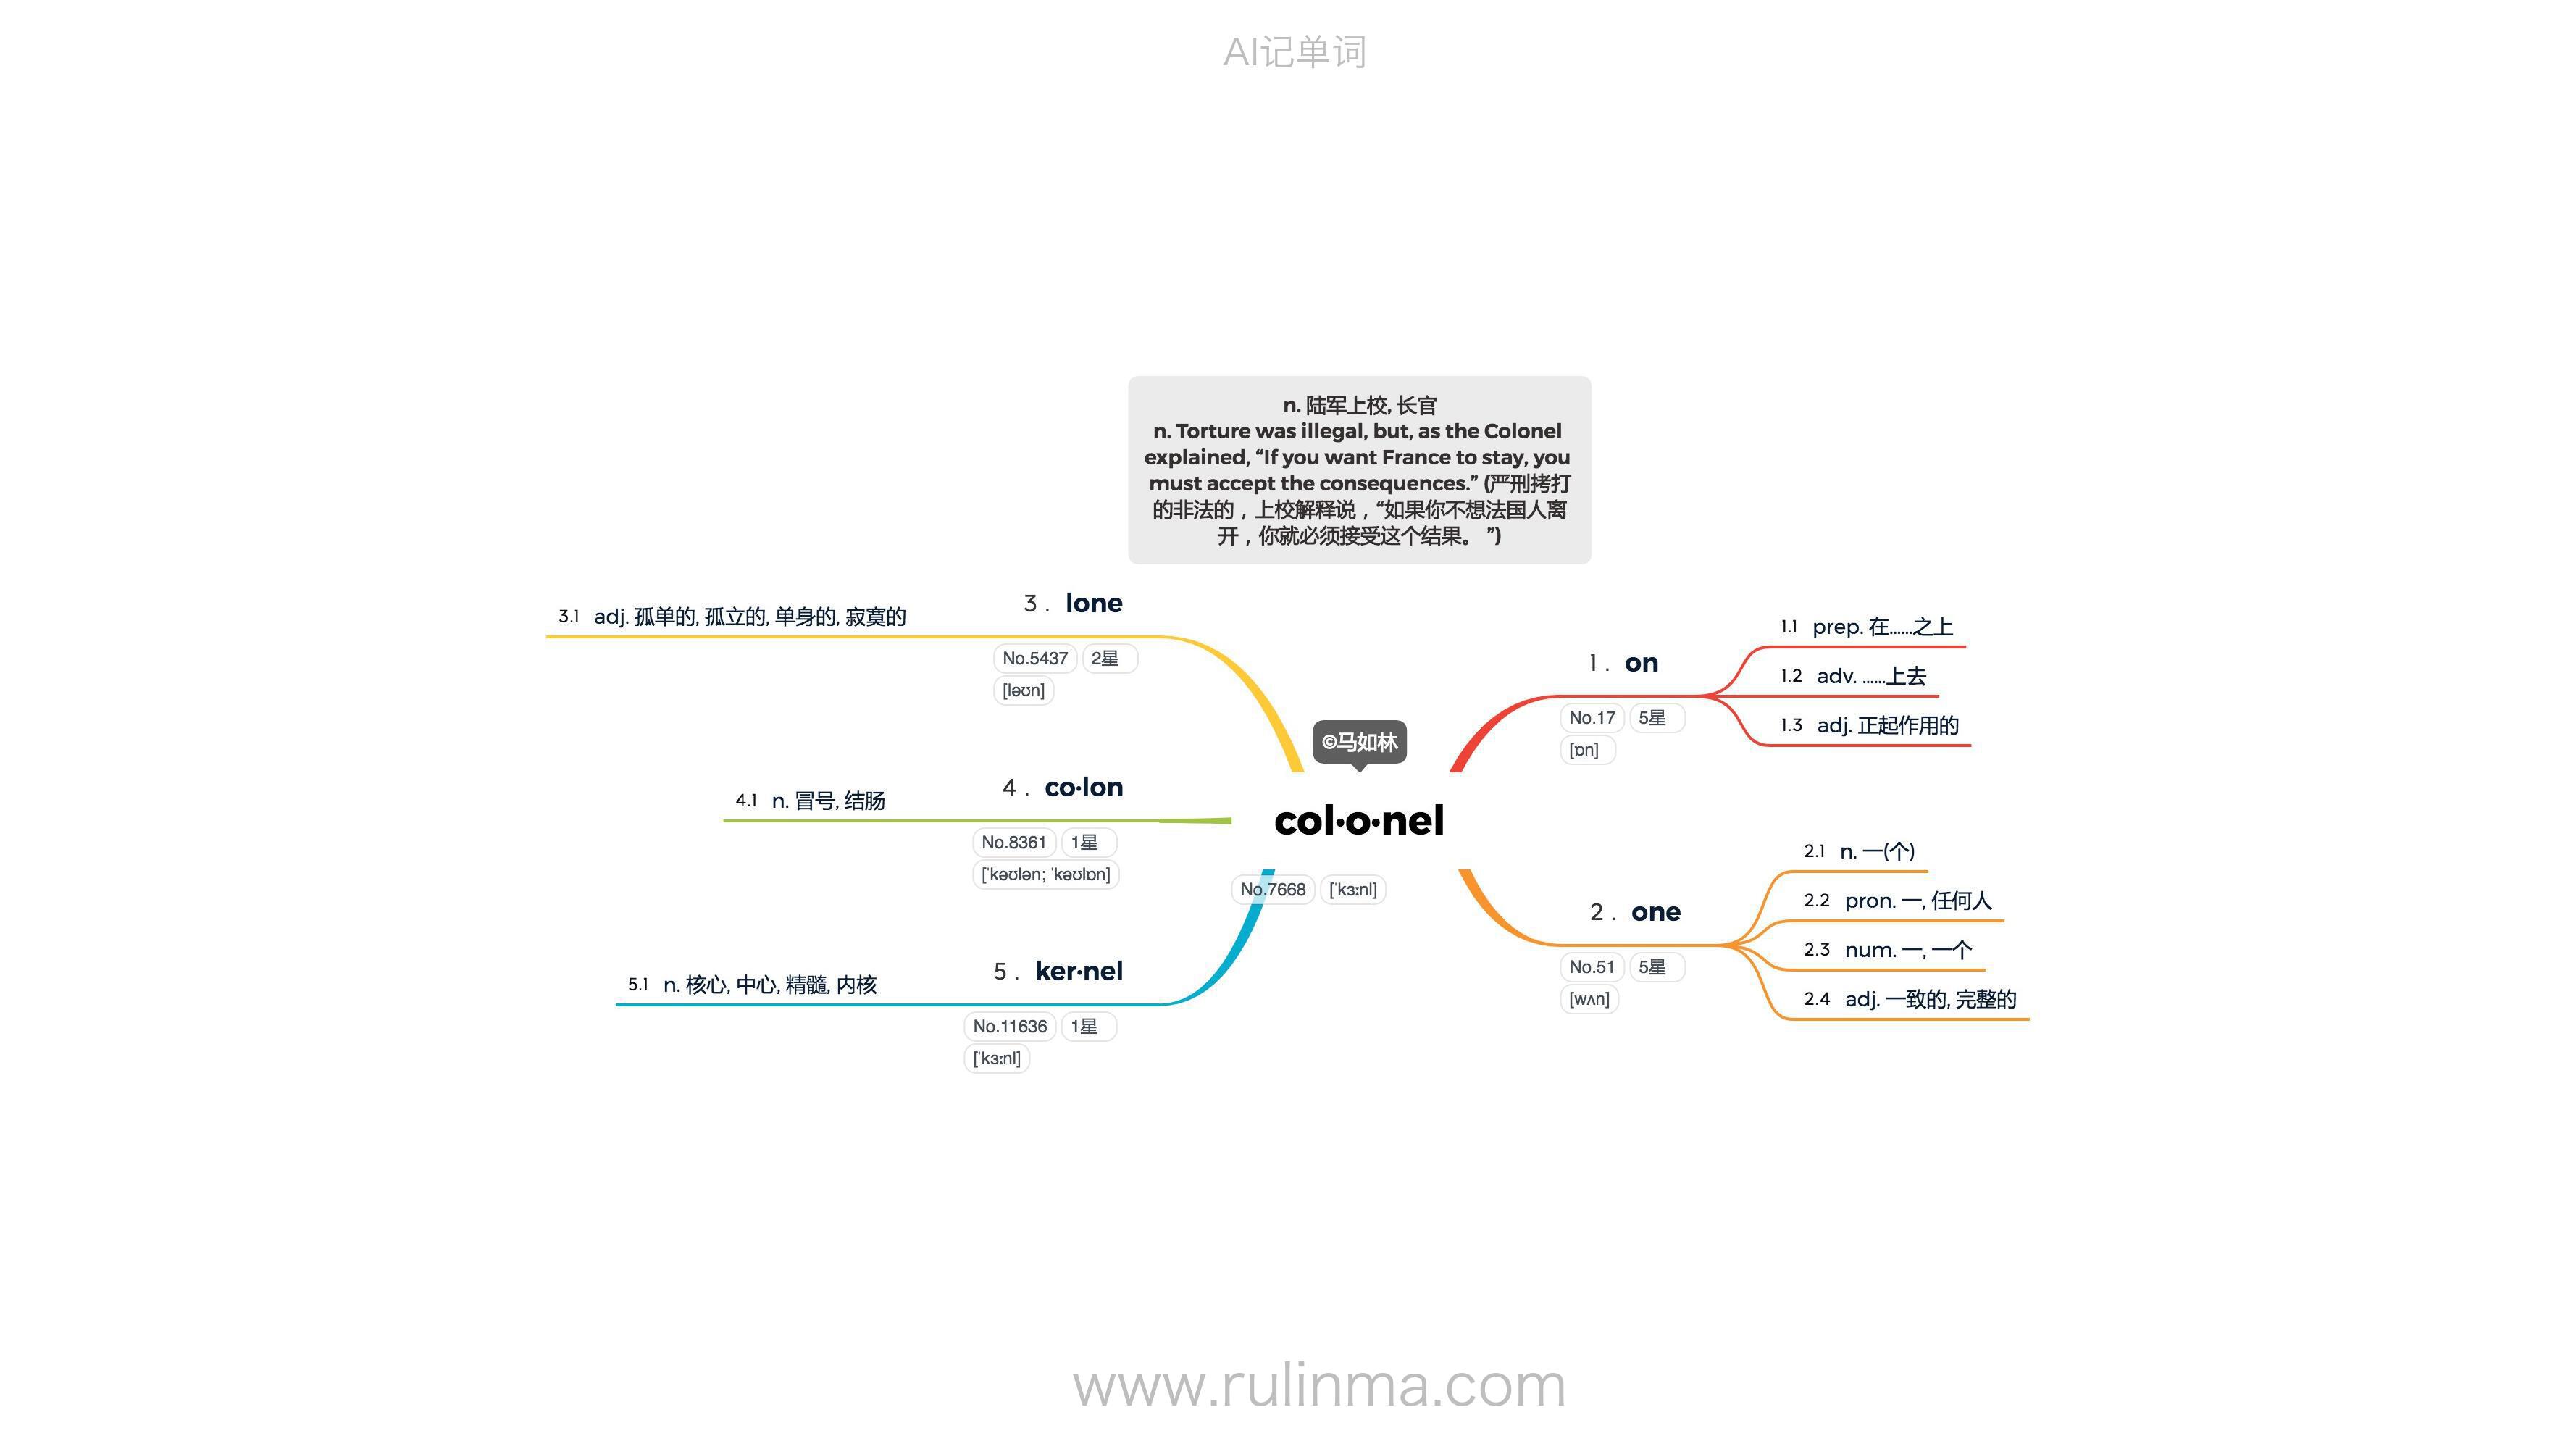 AI记单词
n. 陆军上校, 长官
n. Torture was illegal, but, as the Colonel
explained, “If you want France to stay, you
must accept the consequences.” (严刑拷打
的非法的，上校解释说，“如果你不想法国人离
开，你就必须接受这个结果。 ”)
©马如林
col·o·nel
No.7668 [ˈkɜːnl]
1 . on
No.17 5星
[ɒn]
1.1 prep. 在……之上
1.2 adv. ……上去
1.3 adj. 正起作用的
2 . one
No.51 5星
[wʌn]
2.1 n. 一(个)
2.2 pron. 一, 任何人
2.3 num. 一, 一个
2.4 adj. 一致的, 完整的
3 . lone
No.5437 2星
[ləʊn]
3.1 adj. 孤单的, 孤立的, 单身的, 寂寞的
4 . co·lon
No.8361 1星
[ˈkəʊlən; ˈkəʊlɒn]
4.1 n. 冒号, 结肠
5 . ker·nel
No.11636 1星
[ˈkɜːnl]
5.1 n. 核心, 中心, 精髓, 内核
www.rulinma.com